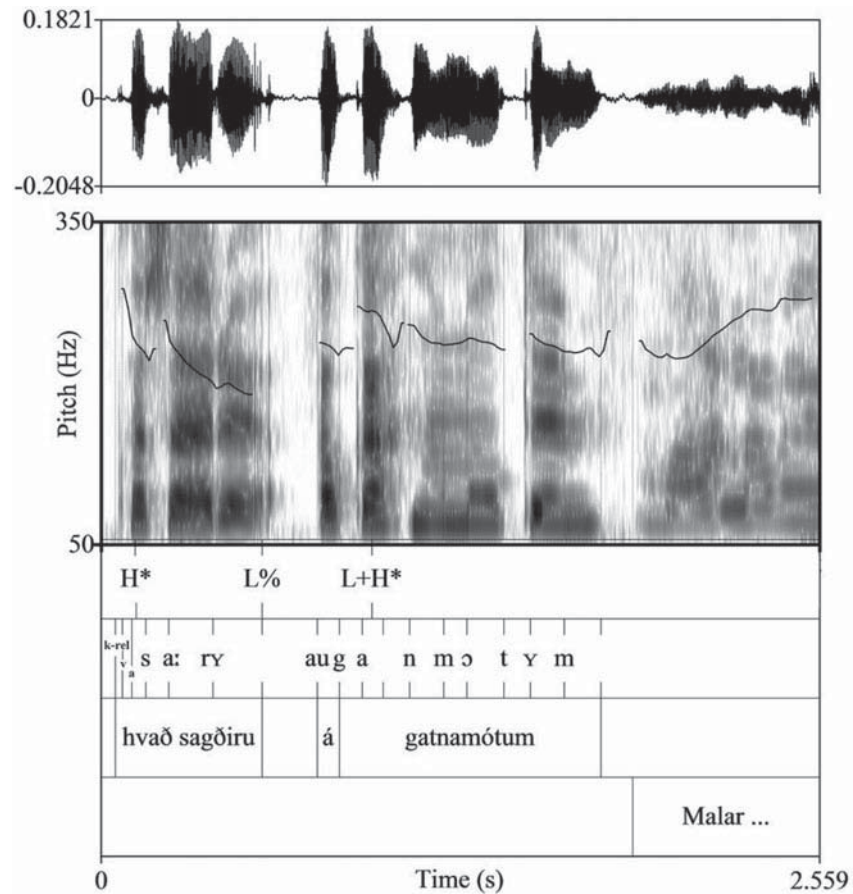 0.1821
0
-0.2048
350
Pitch (Hz)
50
H* L% L+H*
k-rel v a s aː rʏ au g a n m ɔ t ʏ m
hvað sagðiru á gatnamótum
Malar ...
0 Time (s) 2.559